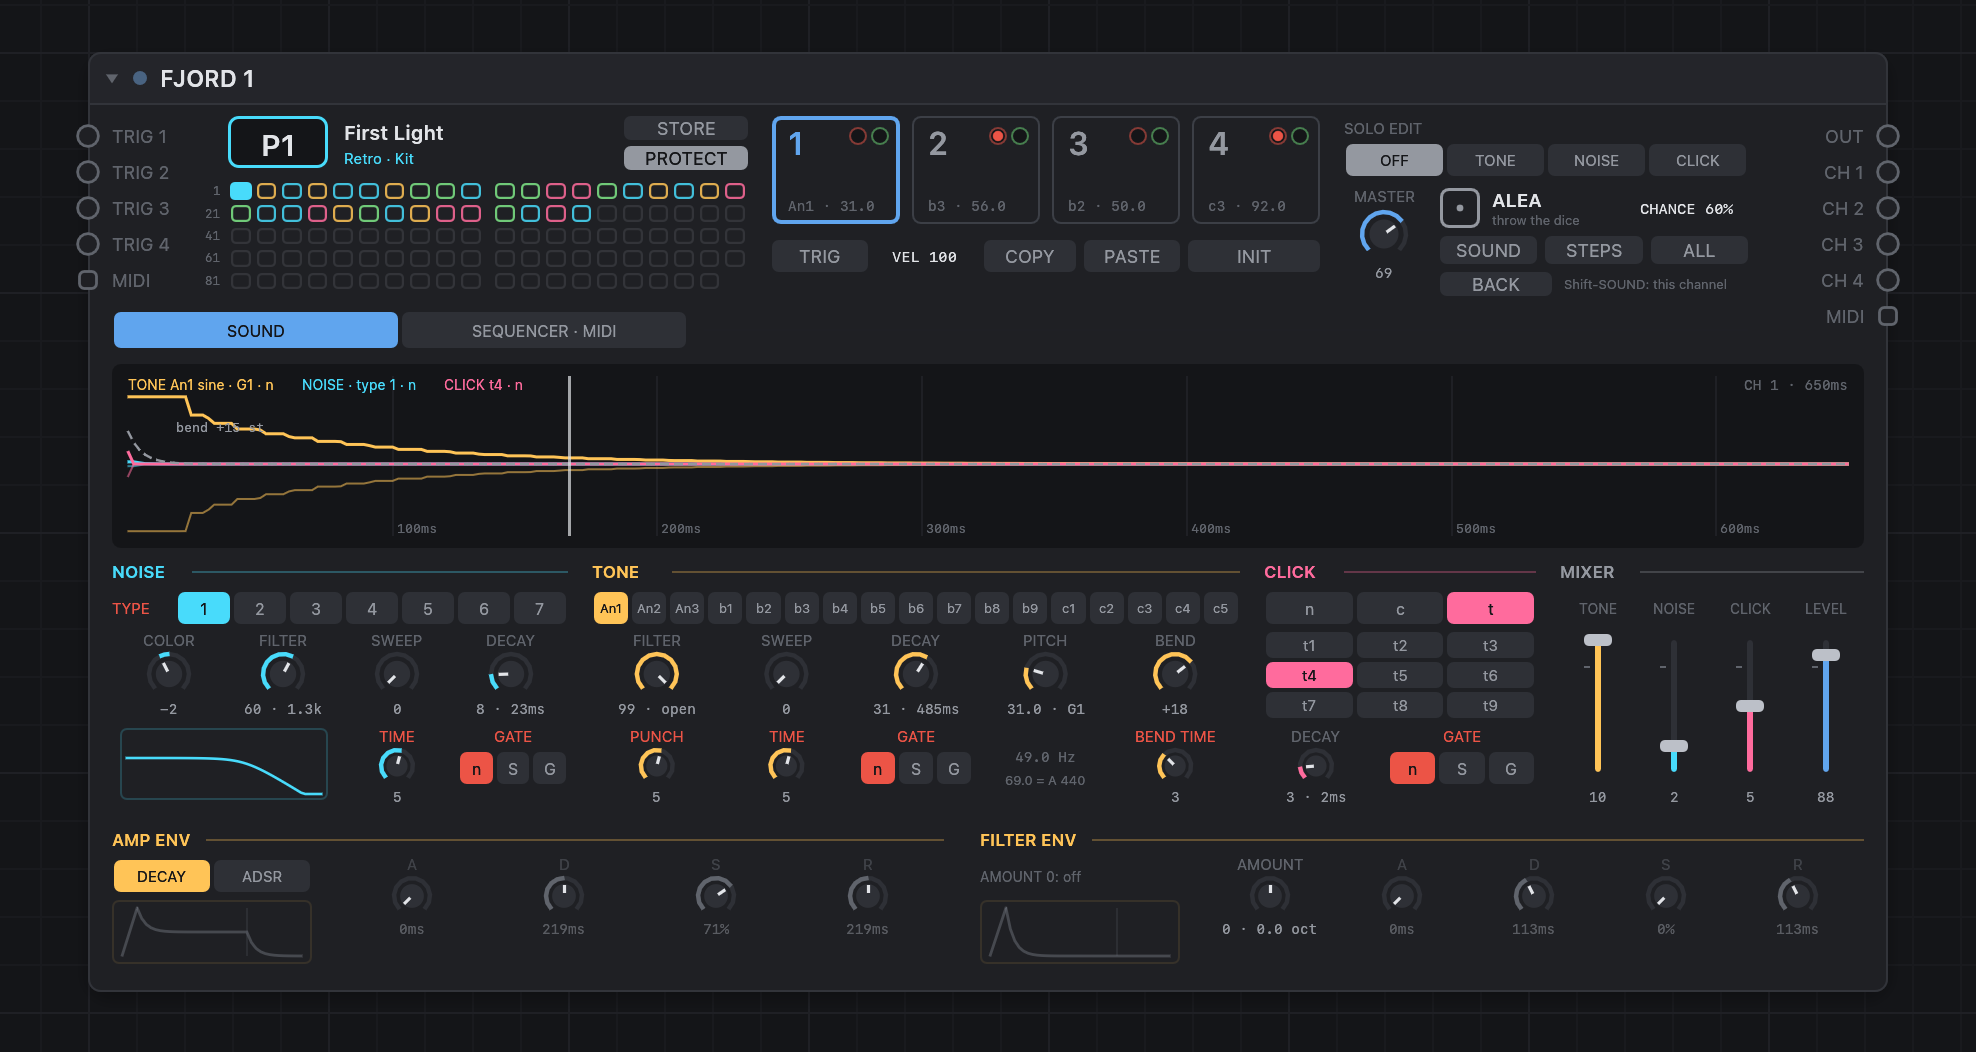 FJORD 1
TRIG 1
TRIG 2
TRIG 3
TRIG 4
MIDI
P1
First Light
Retro · Kit
STORE
PROTECT
1
21
41
61
81
1
An1 · 31.0
2
b3 · 56.0
3
b2 · 50.0
4
c3 · 92.0
TRIG
VEL 100
COPY
PASTE
INIT
SOLO EDIT
OFF
TONE
NOISE
CLICK
MASTER
69
ALEA
throw the dice
CHANCE 60%
SOUND
STEPS
ALL
BACK
Shift-SOUND: this channel
OUT
CH 1
CH 2
CH 3
CH 4
MIDI
SOUND
SEQUENCER · MIDI
TONE An1 sine · G1 · n
NOISE · type 1 · n
CLICK t4 · n
CH 1 · 650ms
bend +15 st
100ms
200ms
300ms
400ms
500ms
600ms
NOISE
TYPE
1
2
3
4
5
6
7
COLOR
FILTER
SWEEP
DECAY
−2
60 · 1.3k
0
8 · 23ms
TIME
GATE
n
S
G
5
TONE
An1
An2
An3
b1
b2
b3
b4
b5
b6
b7
b8
b9
c1
c2
c3
c4
c5
FILTER
SWEEP
DECAY
PITCH
BEND
99 · open
0
31 · 485ms
31.0 · G1
+18
PUNCH
TIME
GATE
BEND TIME
n
S
G
49.0 Hz
69.0 = A 440
5
5
3
CLICK
n
c
t
t1
t2
t3
t4
t5
t6
t7
t8
t9
DECAY
GATE
n
S
G
3 · 2ms
MIXER
TONE
NOISE
CLICK
LEVEL
10
2
5
88
AMP ENV
DECAY
ADSR
A
D
S
R
0ms
219ms
71%
219ms
FILTER ENV
AMOUNT 0: off
AMOUNT
A
D
S
R
0 · 0.0 oct
0ms
113ms
0%
113ms